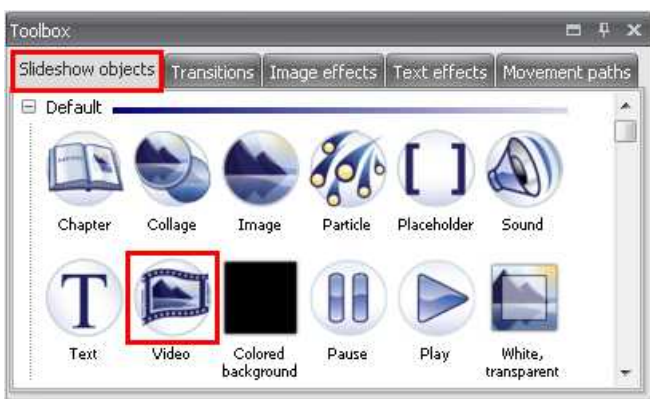 Toolbox
Slideshow objects Transitions Image effects Text effects Movement paths
Default
Chapter Collage Image Particle Placeholder Sound
Text Video Colored background Pause Play White, transparent